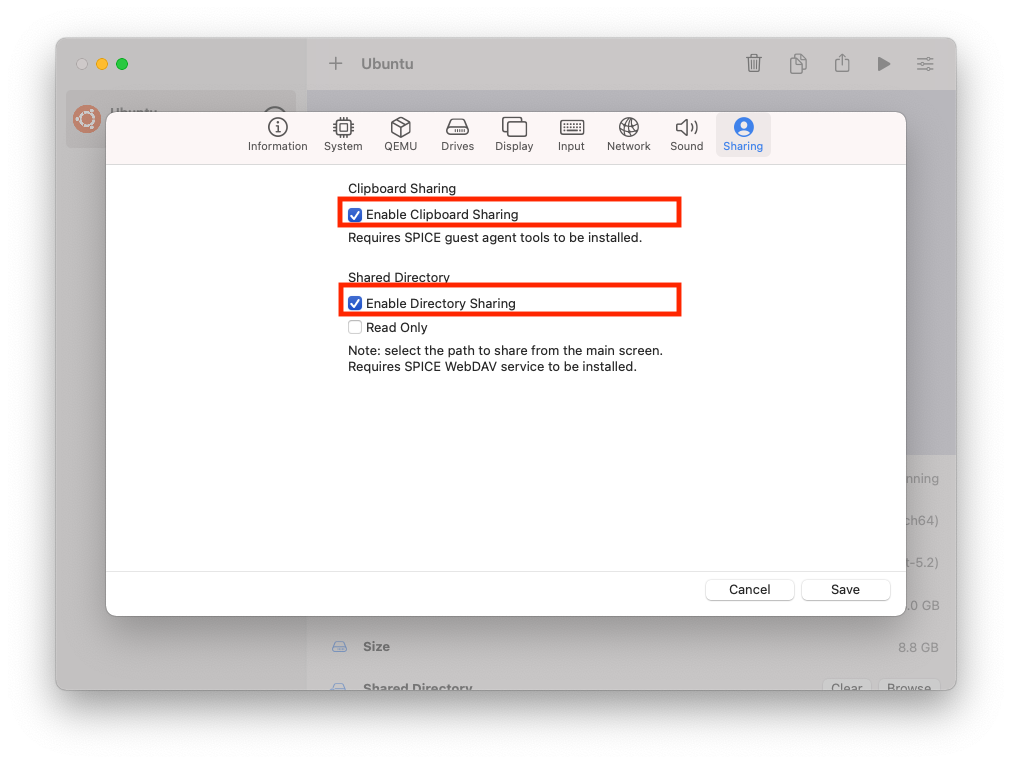 Ubuntu
Ubuntu
Information System QEMU Drives Display Input Network Sound Sharing
Clipboard Sharing
Enable Clipboard Sharing
Requires SPICE guest agent tools to be installed.
Shared Directory
Enable Directory Sharing
Read Only
Note: select the path to share from the main screen.
Requires SPICE WebDAV service to be installed.
nning
ch64)
t-5.2)
Cancel Save
.0 GB
Size 8.8 GB
Shared Directory Clear Browse